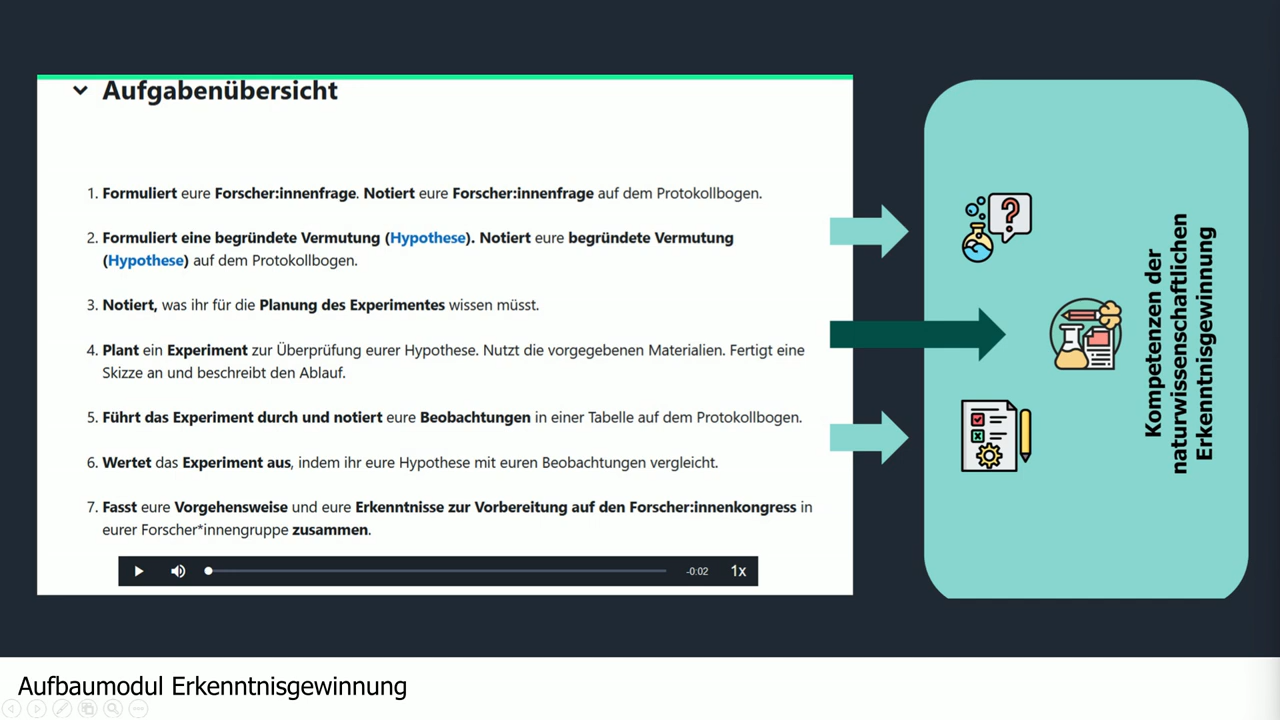 Aufgabenübersicht
1. Formuliert eure Forscher:innenfrage. Notiert eure Forscher:innenfrage auf dem Protokollbogen.
2. Formuliert eine begründete Vermutung (Hypothese). Notiert eure begründete Vermutung
(Hypothese) auf dem Protokollbogen.
3. Notiert, was ihr für die Planung des Experimentes wissen müsst.
4. Plant ein Experiment zur Überprüfung eurer Hypothese. Nutzt die vorgegebenen Materialien. Fertigt eine
Skizze an und beschreibt den Ablauf.
5. Führt das Experiment durch und notiert eure Beobachtungen in einer Tabelle auf dem Protokollbogen.
6. Wertet das Experiment aus, indem ihr eure Hypothese mit euren Beobachtungen vergleicht.
7. Fasst eure Vorgehensweise und eure Erkenntnisse zur Vorbereitung auf den Forscher:innenkongress in
eurer Forscher*innengruppe zusammen.
-0:02
1x
?
Kompetenzen der
naturwissenschaftlichen
Erkenntnisgewinnung
Aufbaumodul Erkenntnisgewinnung